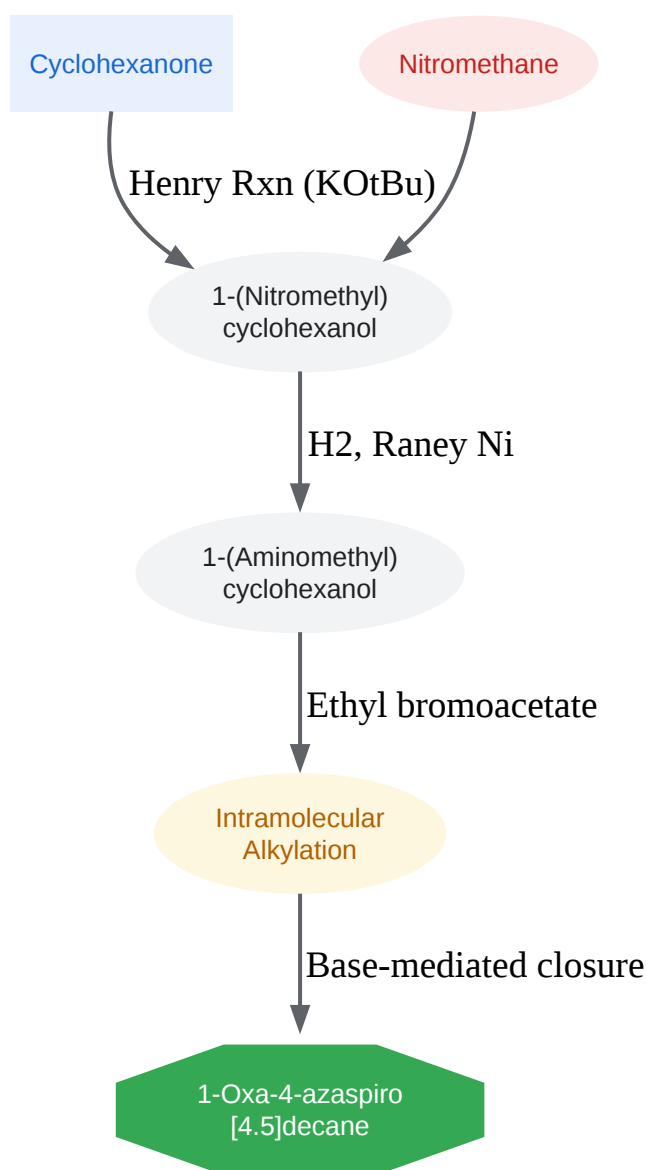 Cyclohexanone
Nitromethane
Henry Rxn (KOtBu)
1-(Nitromethyl)
cyclohexanol
H2, Raney Ni
1-(Aminomethyl)
cyclohexanol
Ethyl bromoacetate
Intramolecular
Alkylation
Base-mediated closure
1-Oxa-4-azaspiro
[4.5]decane